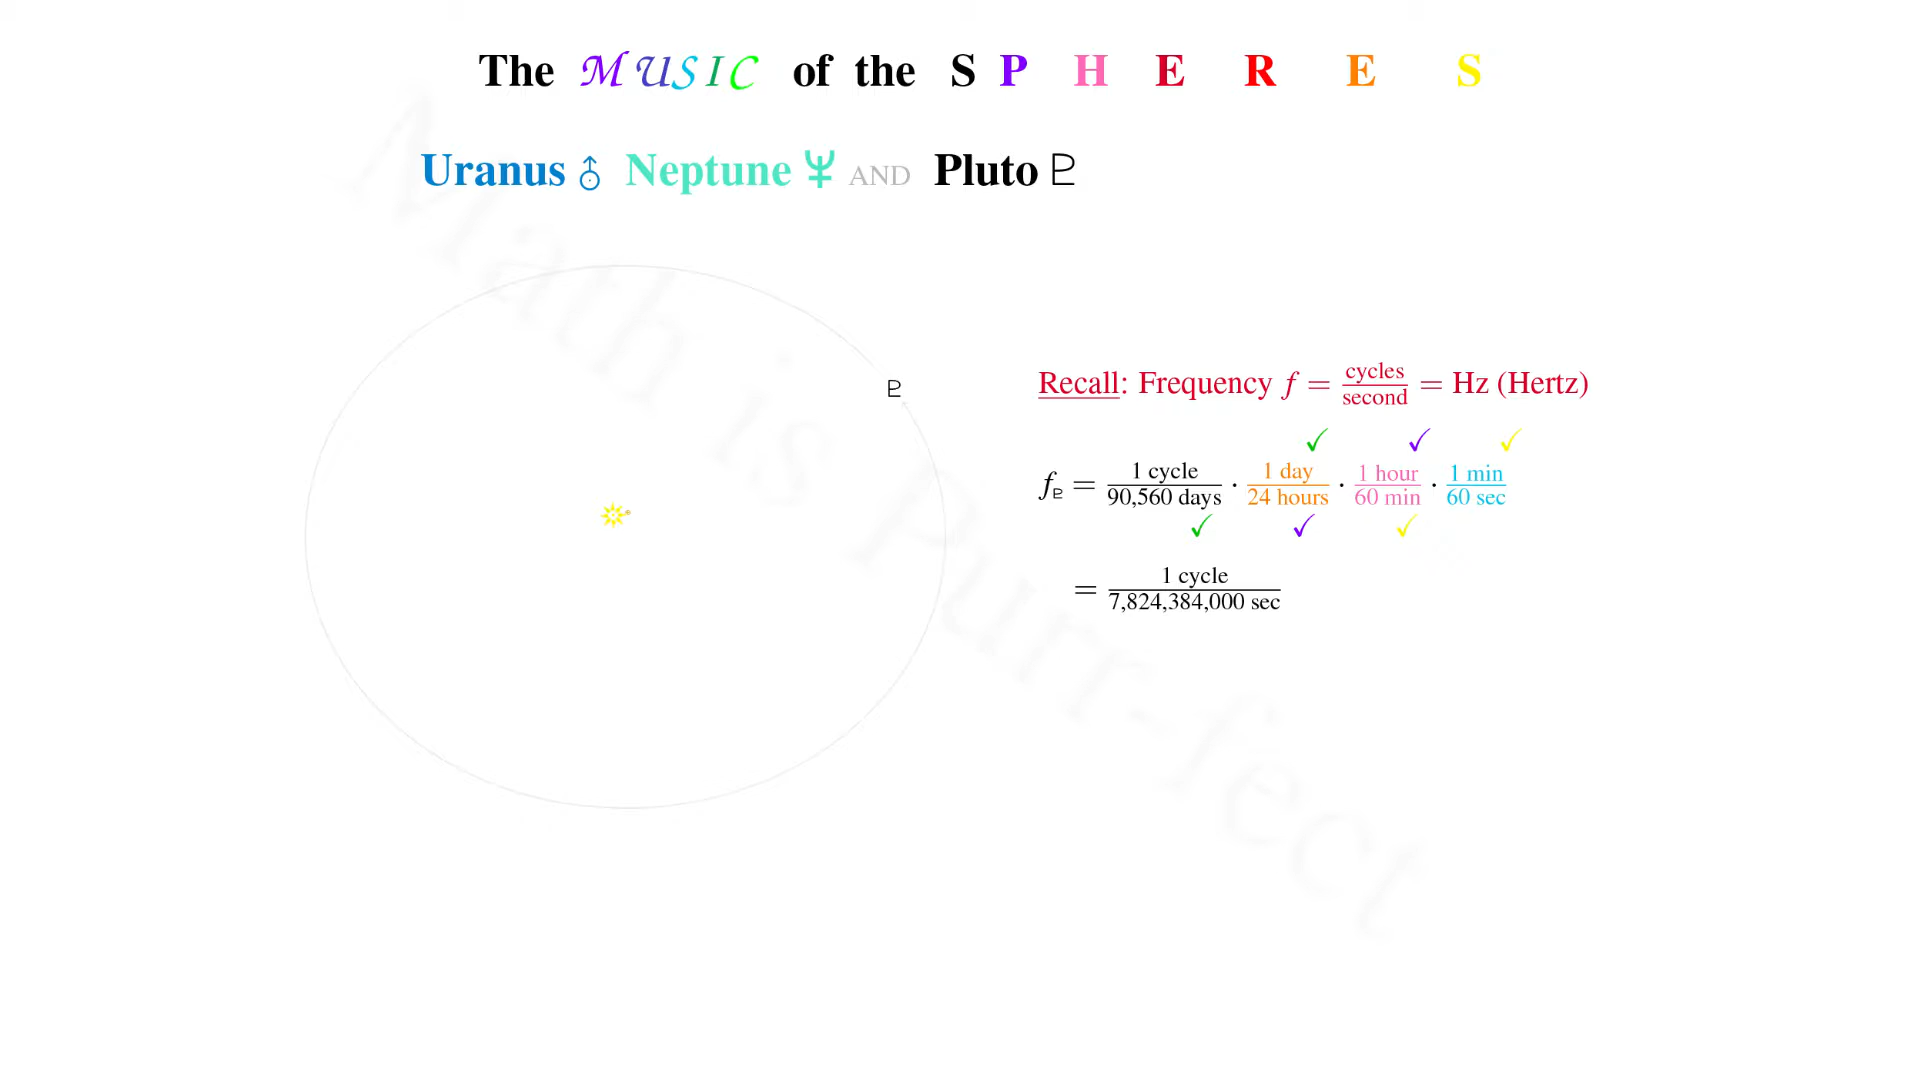 The MUSIC of the SPHERES
Uranus ⛢ Neptune ♆ AND Pluto ♇
♇
Recall: Frequency f = cycles/second = Hz (Hertz)
✓ ✓ ✓
f♇ = 1 cycle/90,560 days · 1 day/24 hours · 1 hour/60 min · 1 min/60 sec
✓ ✓ ✓
= 1 cycle/7,824,384,000 sec
Math is Purr-fect